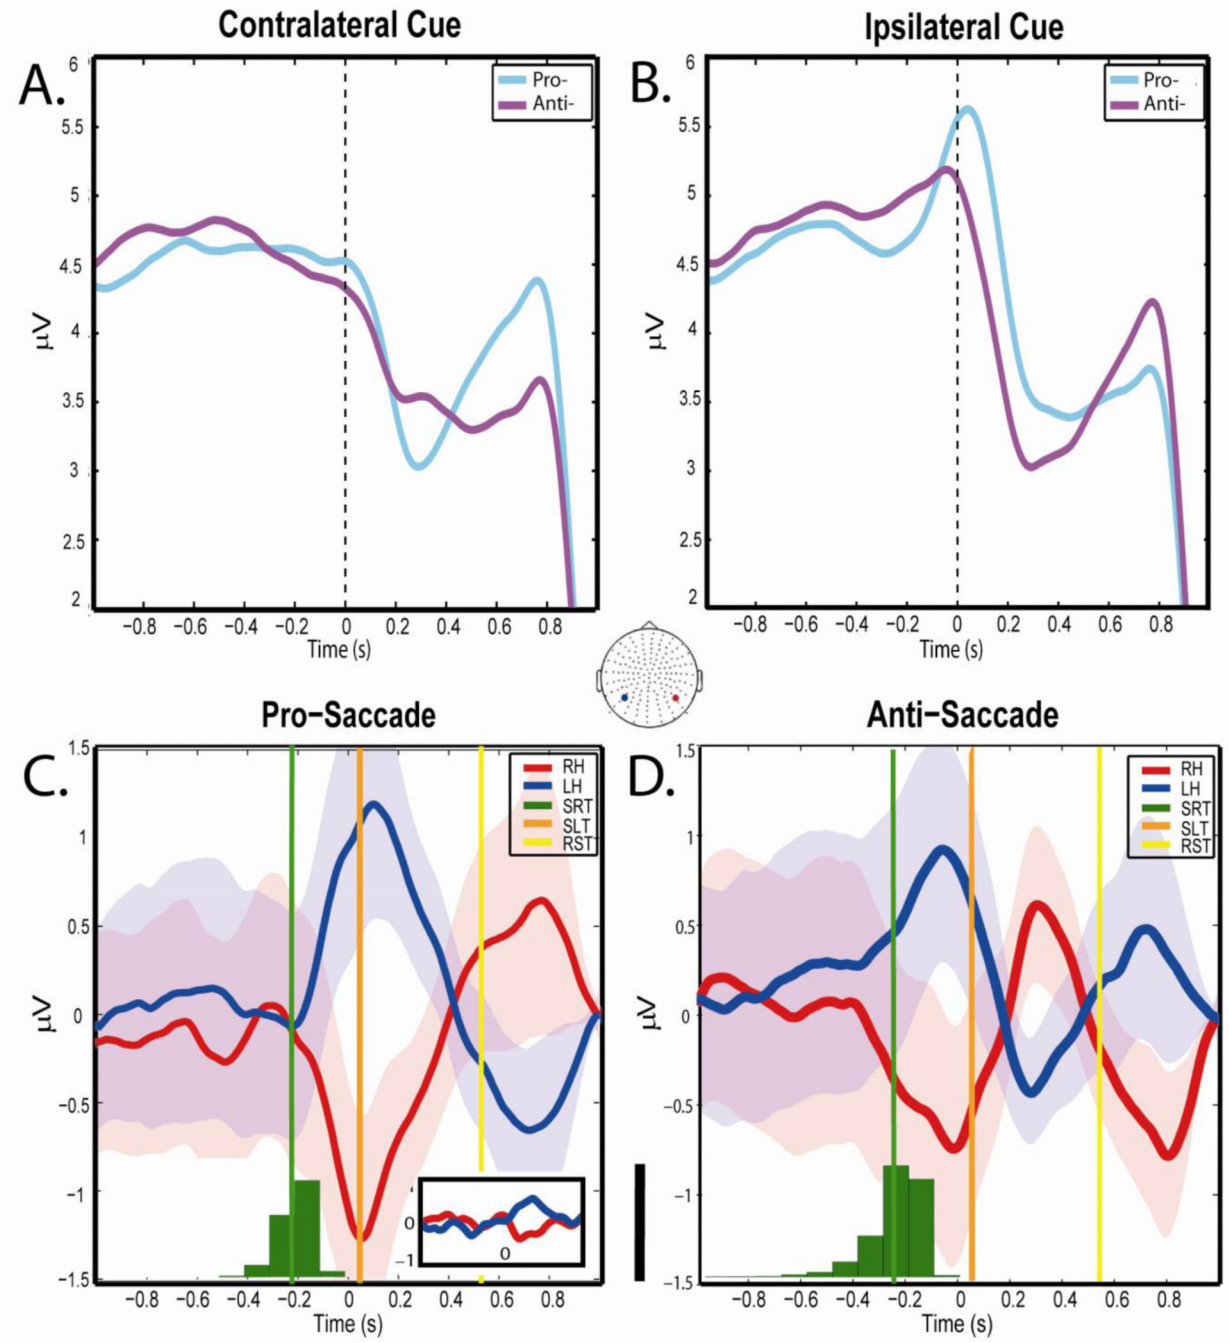 Contralateral Cue
Ipsilateral Cue
A.
6
5.5
5
4.5
4
3.5
3
2.5
2
μV
Pro-
Anti-
−0.8 −0.6 −0.4 −0.2 0 0.2 0.4 0.6 0.8
Time (s)
B.
6
5.5
5
4.5
4
3.5
3
2.5
2
μV
Pro-
Anti-
−0.8 −0.6 −0.4 −0.2 0 0.2 0.4 0.6 0.8
Time (s)
Pro−Saccade
Anti−Saccade
C.
1.5
1
0.5
0
−0.5
−1
−1.5
μV
RH
LH
SRT
SLT
RST
0
−1
0
−0.8 −0.6 −0.4 −0.2 0 0.2 0.4 0.6 0.8
Time (s)
D.
1.5
1
0.5
0
−0.5
−1
−1.5
μV
RH
LH
SRT
SLT
RST
−0.8 −0.6 −0.4 −0.2 0 0.2 0.4 0.6 0.8
Time (s)